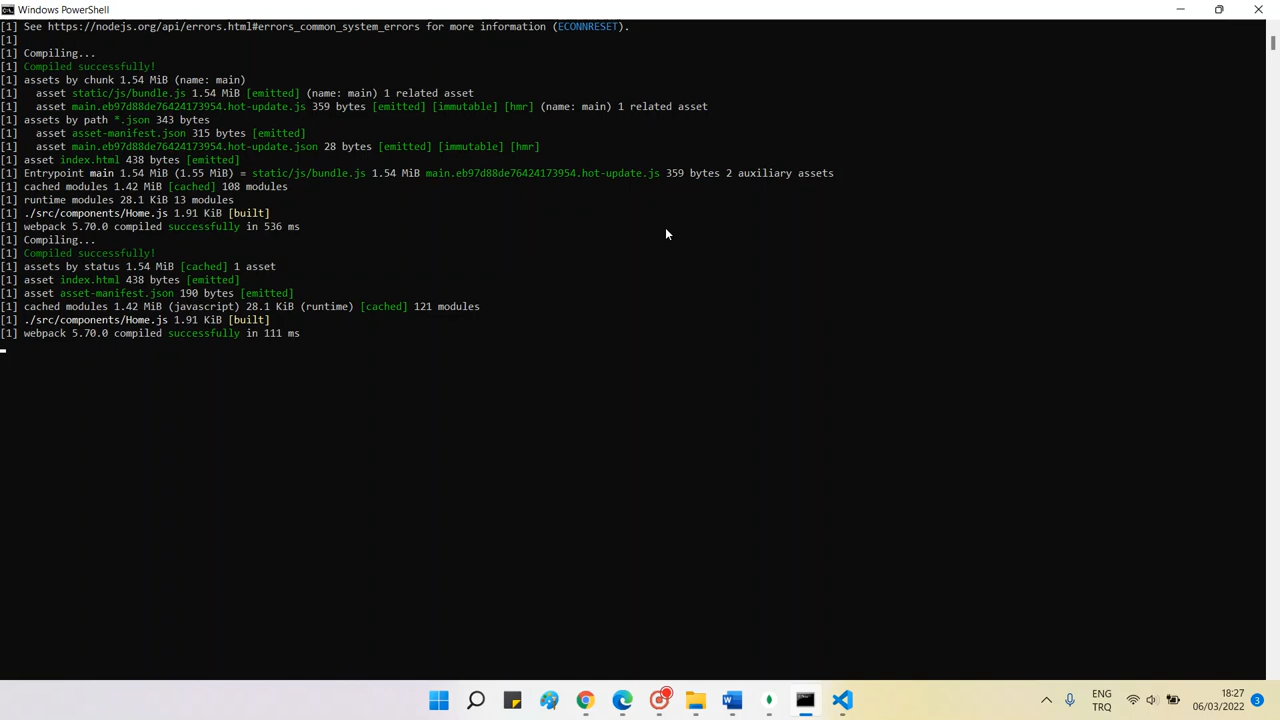 Windows PowerShell
[1] See https://nodejs.org/api/errors.html#errors_common_system_errors for more information (ECONNRESET).
[1]
[1] Compiling...
[1] Compiled successfully!
[1] assets by chunk 1.54 MiB (name: main)
[1]   asset static/js/bundle.js 1.54 MiB [emitted] (name: main) 1 related asset
[1]   asset main.eb97d88de76424173954.hot-update.js 359 bytes [emitted] [immutable] [hmr] (name: main) 1 related asset
[1] assets by path *.json 343 bytes
[1]   asset asset-manifest.json 315 bytes [emitted]
[1]   asset main.eb97d88de76424173954.hot-update.json 28 bytes [emitted] [immutable] [hmr]
[1] asset index.html 438 bytes [emitted]
[1] Entrypoint main 1.54 MiB (1.55 MiB) = static/js/bundle.js 1.54 MiB main.eb97d88de76424173954.hot-update.js 359 bytes 2 auxiliary assets
[1] cached modules 1.42 MiB [cached] 108 modules
[1] runtime modules 28.1 KiB 13 modules
[1] ./src/components/Home.js 1.91 KiB [built]
[1] webpack 5.70.0 compiled successfully in 536 ms
[1] Compiling...
[1] Compiled successfully!
[1] assets by status 1.54 MiB [cached] 1 asset
[1] asset index.html 438 bytes [emitted]
[1] asset asset-manifest.json 190 bytes [emitted]
[1] cached modules 1.42 MiB (javascript) 28.1 KiB (runtime) [cached] 121 modules
[1] ./src/components/Home.js 1.91 KiB [built]
[1] webpack 5.70.0 compiled successfully in 111 ms
ENG
TRQ
18:27
06/03/2022
3